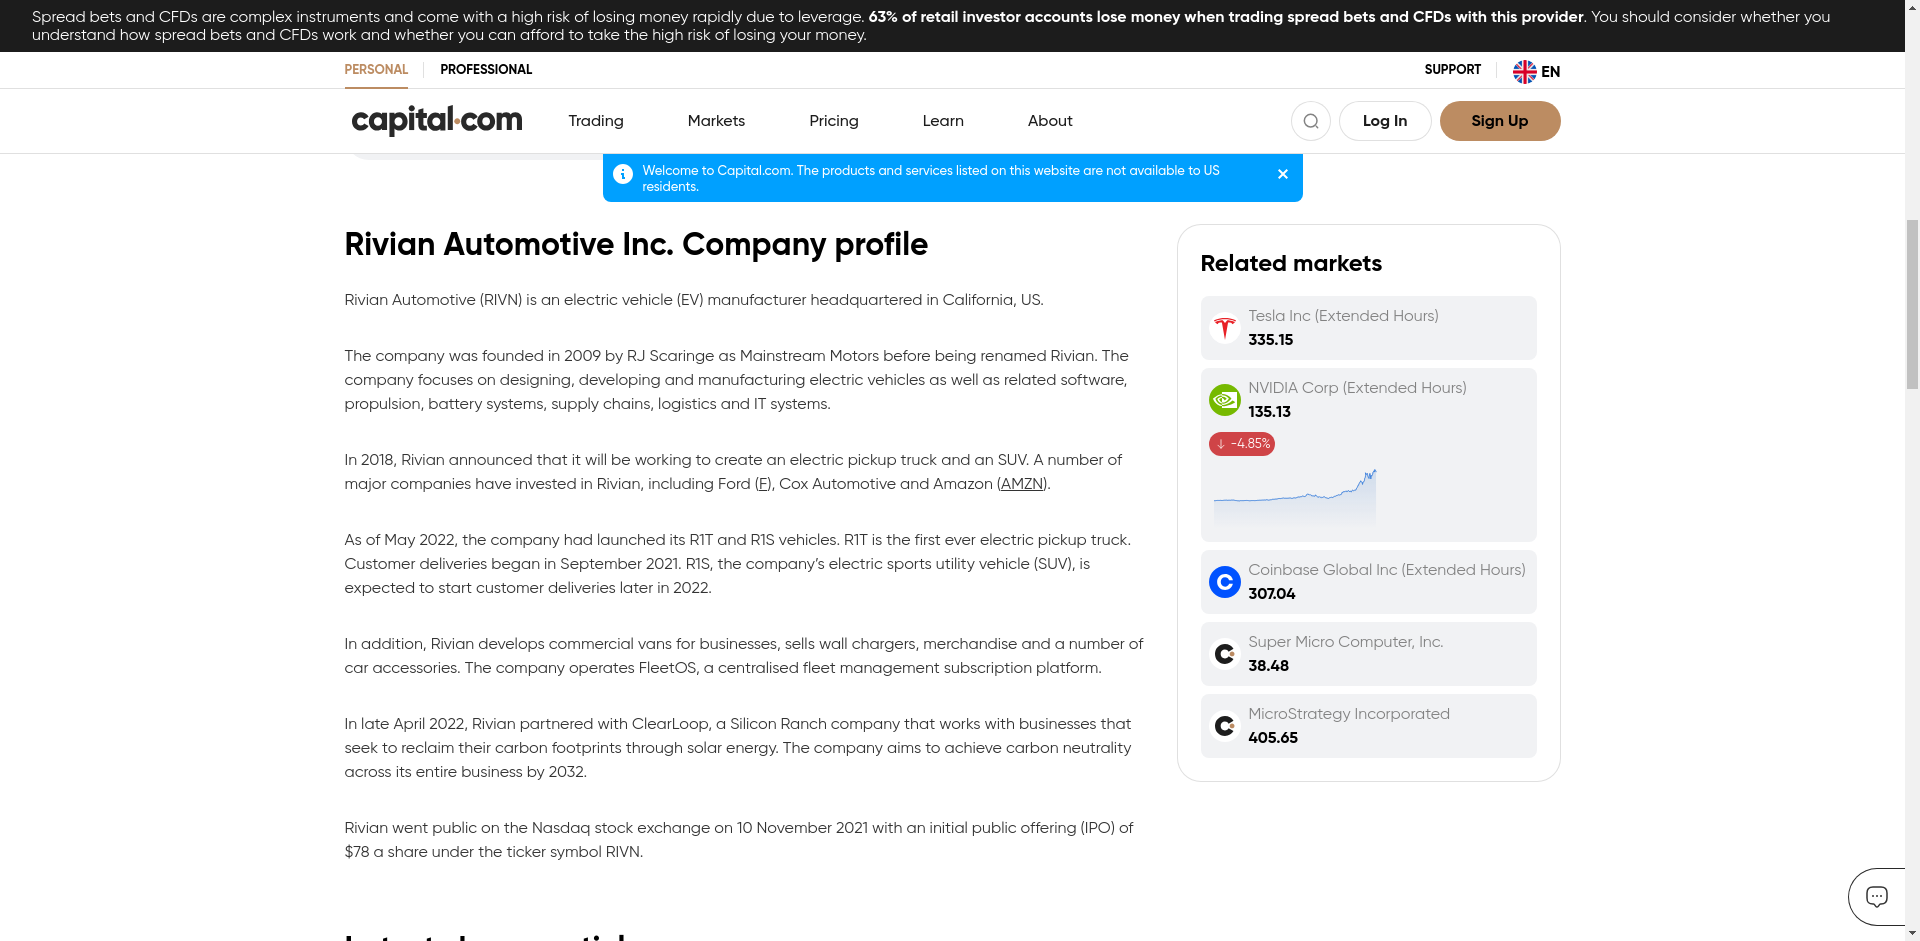 Spread bets and CFDs are complex instruments and come with a high risk of losing money rapidly due to leverage. 63% of retail investor accounts lose money when trading spread bets and CFDs with this provider. You should consider whether you
understand how spread bets and CFDs work and whether you can afford to take the high risk of losing your money.
PERSONAL
PROFESSIONAL
SUPPORT
EN
capital.com
Trading
Markets
Pricing
Learn
About
Log In
Sign Up
Welcome to Capital.com. The products and services listed on this website are not available to US
residents.
Rivian Automotive Inc. Company profile
Rivian Automotive (RIVN) is an electric vehicle (EV) manufacturer headquartered in California, US.
The company was founded in 2009 by RJ Scaringe as Mainstream Motors before being renamed Rivian. The
company focuses on designing, developing and manufacturing electric vehicles as well as related software,
propulsion, battery systems, supply chains, logistics and IT systems.
In 2018, Rivian announced that it will be working to create an electric pickup truck and an SUV. A number of
major companies have invested in Rivian, including Ford (F), Cox Automotive and Amazon (AMZN).
As of May 2022, the company had launched its R1T and R1S vehicles. R1T is the first ever electric pickup truck.
Customer deliveries began in September 2021. R1S, the company’s electric sports utility vehicle (SUV), is
expected to start customer deliveries later in 2022.
In addition, Rivian develops commercial vans for businesses, sells wall chargers, merchandise and a number of
car accessories. The company operates FleetOS, a centralised fleet management subscription platform.
In late April 2022, Rivian partnered with ClearLoop, a Silicon Ranch company that works with businesses that
seek to reclaim their carbon footprints through solar energy. The company aims to achieve carbon neutrality
across its entire business by 2032.
Rivian went public on the Nasdaq stock exchange on 10 November 2021 with an initial public offering (IPO) of
$78 a share under the ticker symbol RIVN.
Related markets
Tesla Inc (Extended Hours)
335.15
NVIDIA Corp (Extended Hours)
135.13
↓ -4.85%
Coinbase Global Inc (Extended Hours)
307.04
Super Micro Computer, Inc.
38.48
MicroStrategy Incorporated
405.65